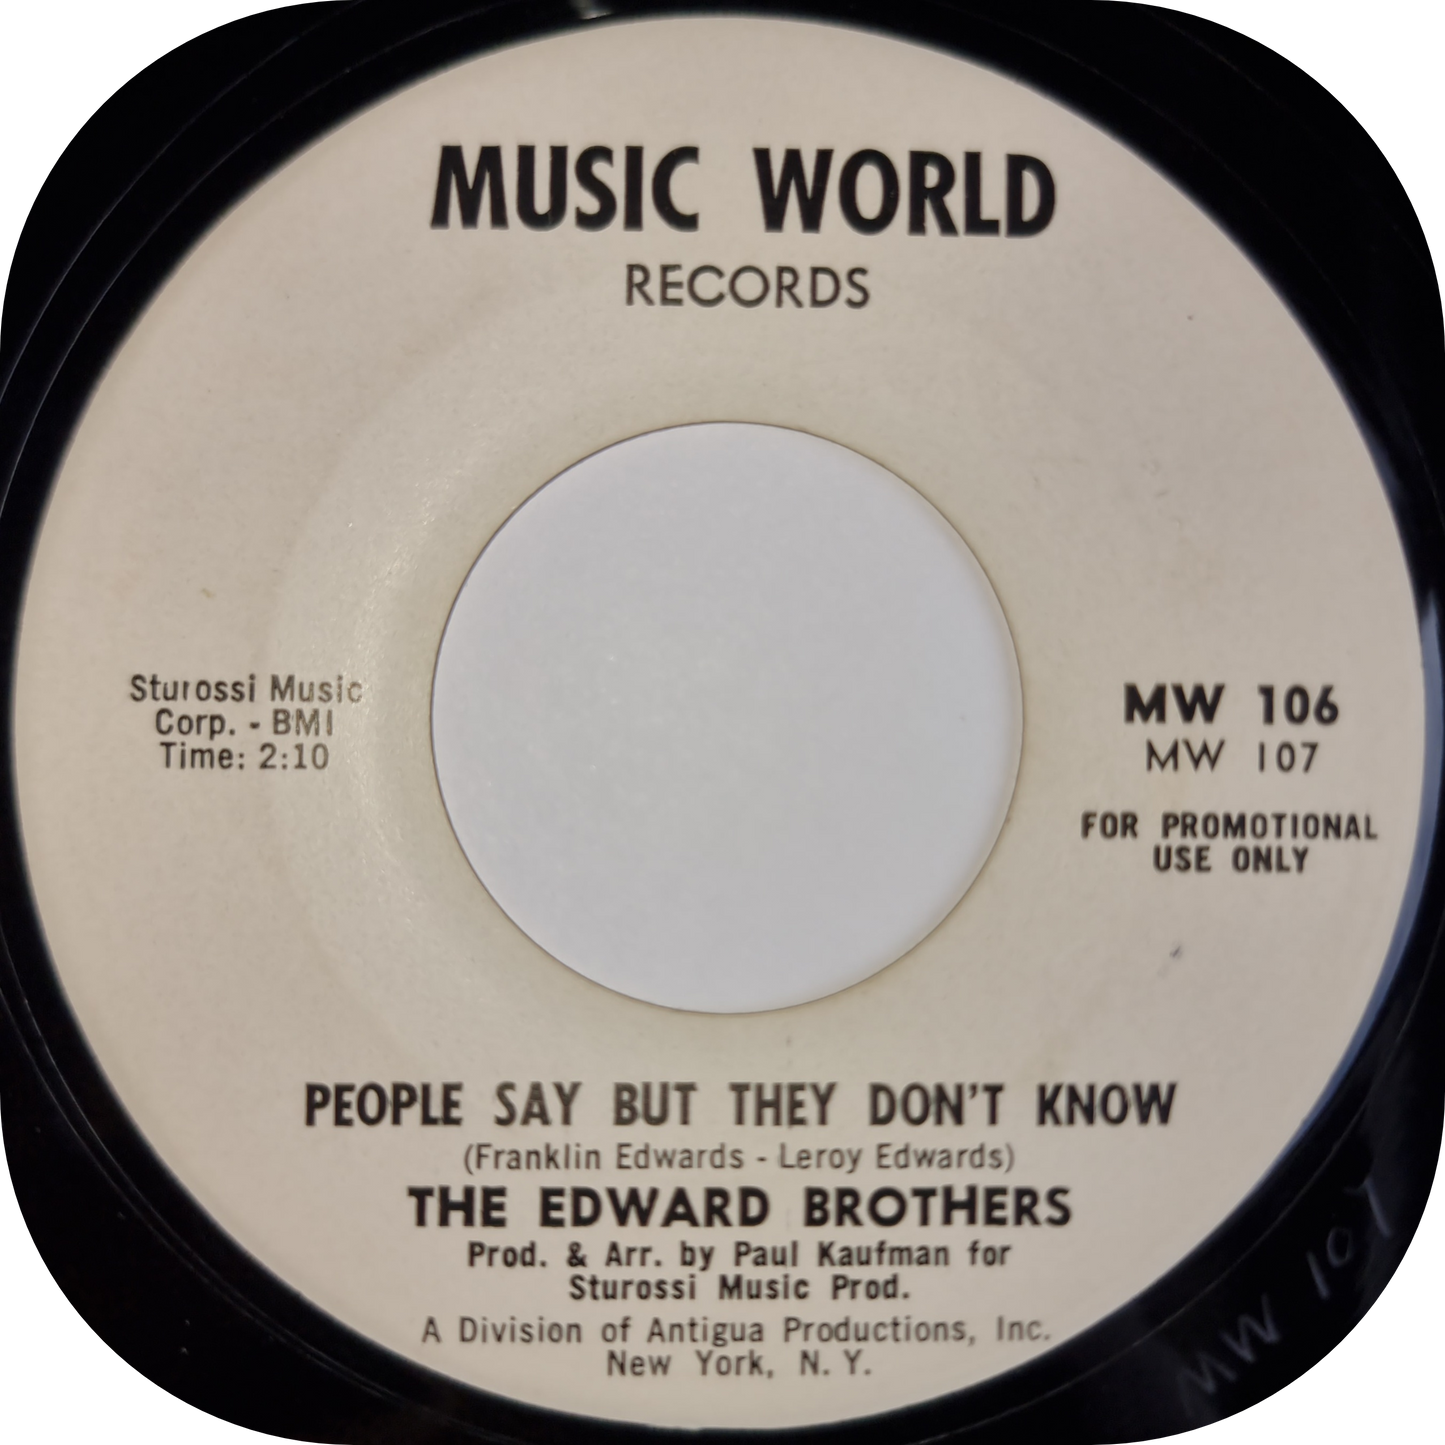 MUSIC WORLD
RECORDS
Sturossi Music
Corp. - BMI
Time: 2:10
MW 106
MW 107
FOR PROMOTIONAL
USE ONLY
PEOPLE SAY BUT THEY DON'T KNOW
(Franklin Edwards - Leroy Edwards)
THE EDWARD BROTHERS
Prod. & Arr. by Paul Kaufman for
Sturossi Music Prod.
A Division of Antigua Productions, Inc.
New York, N. Y.
MW 107